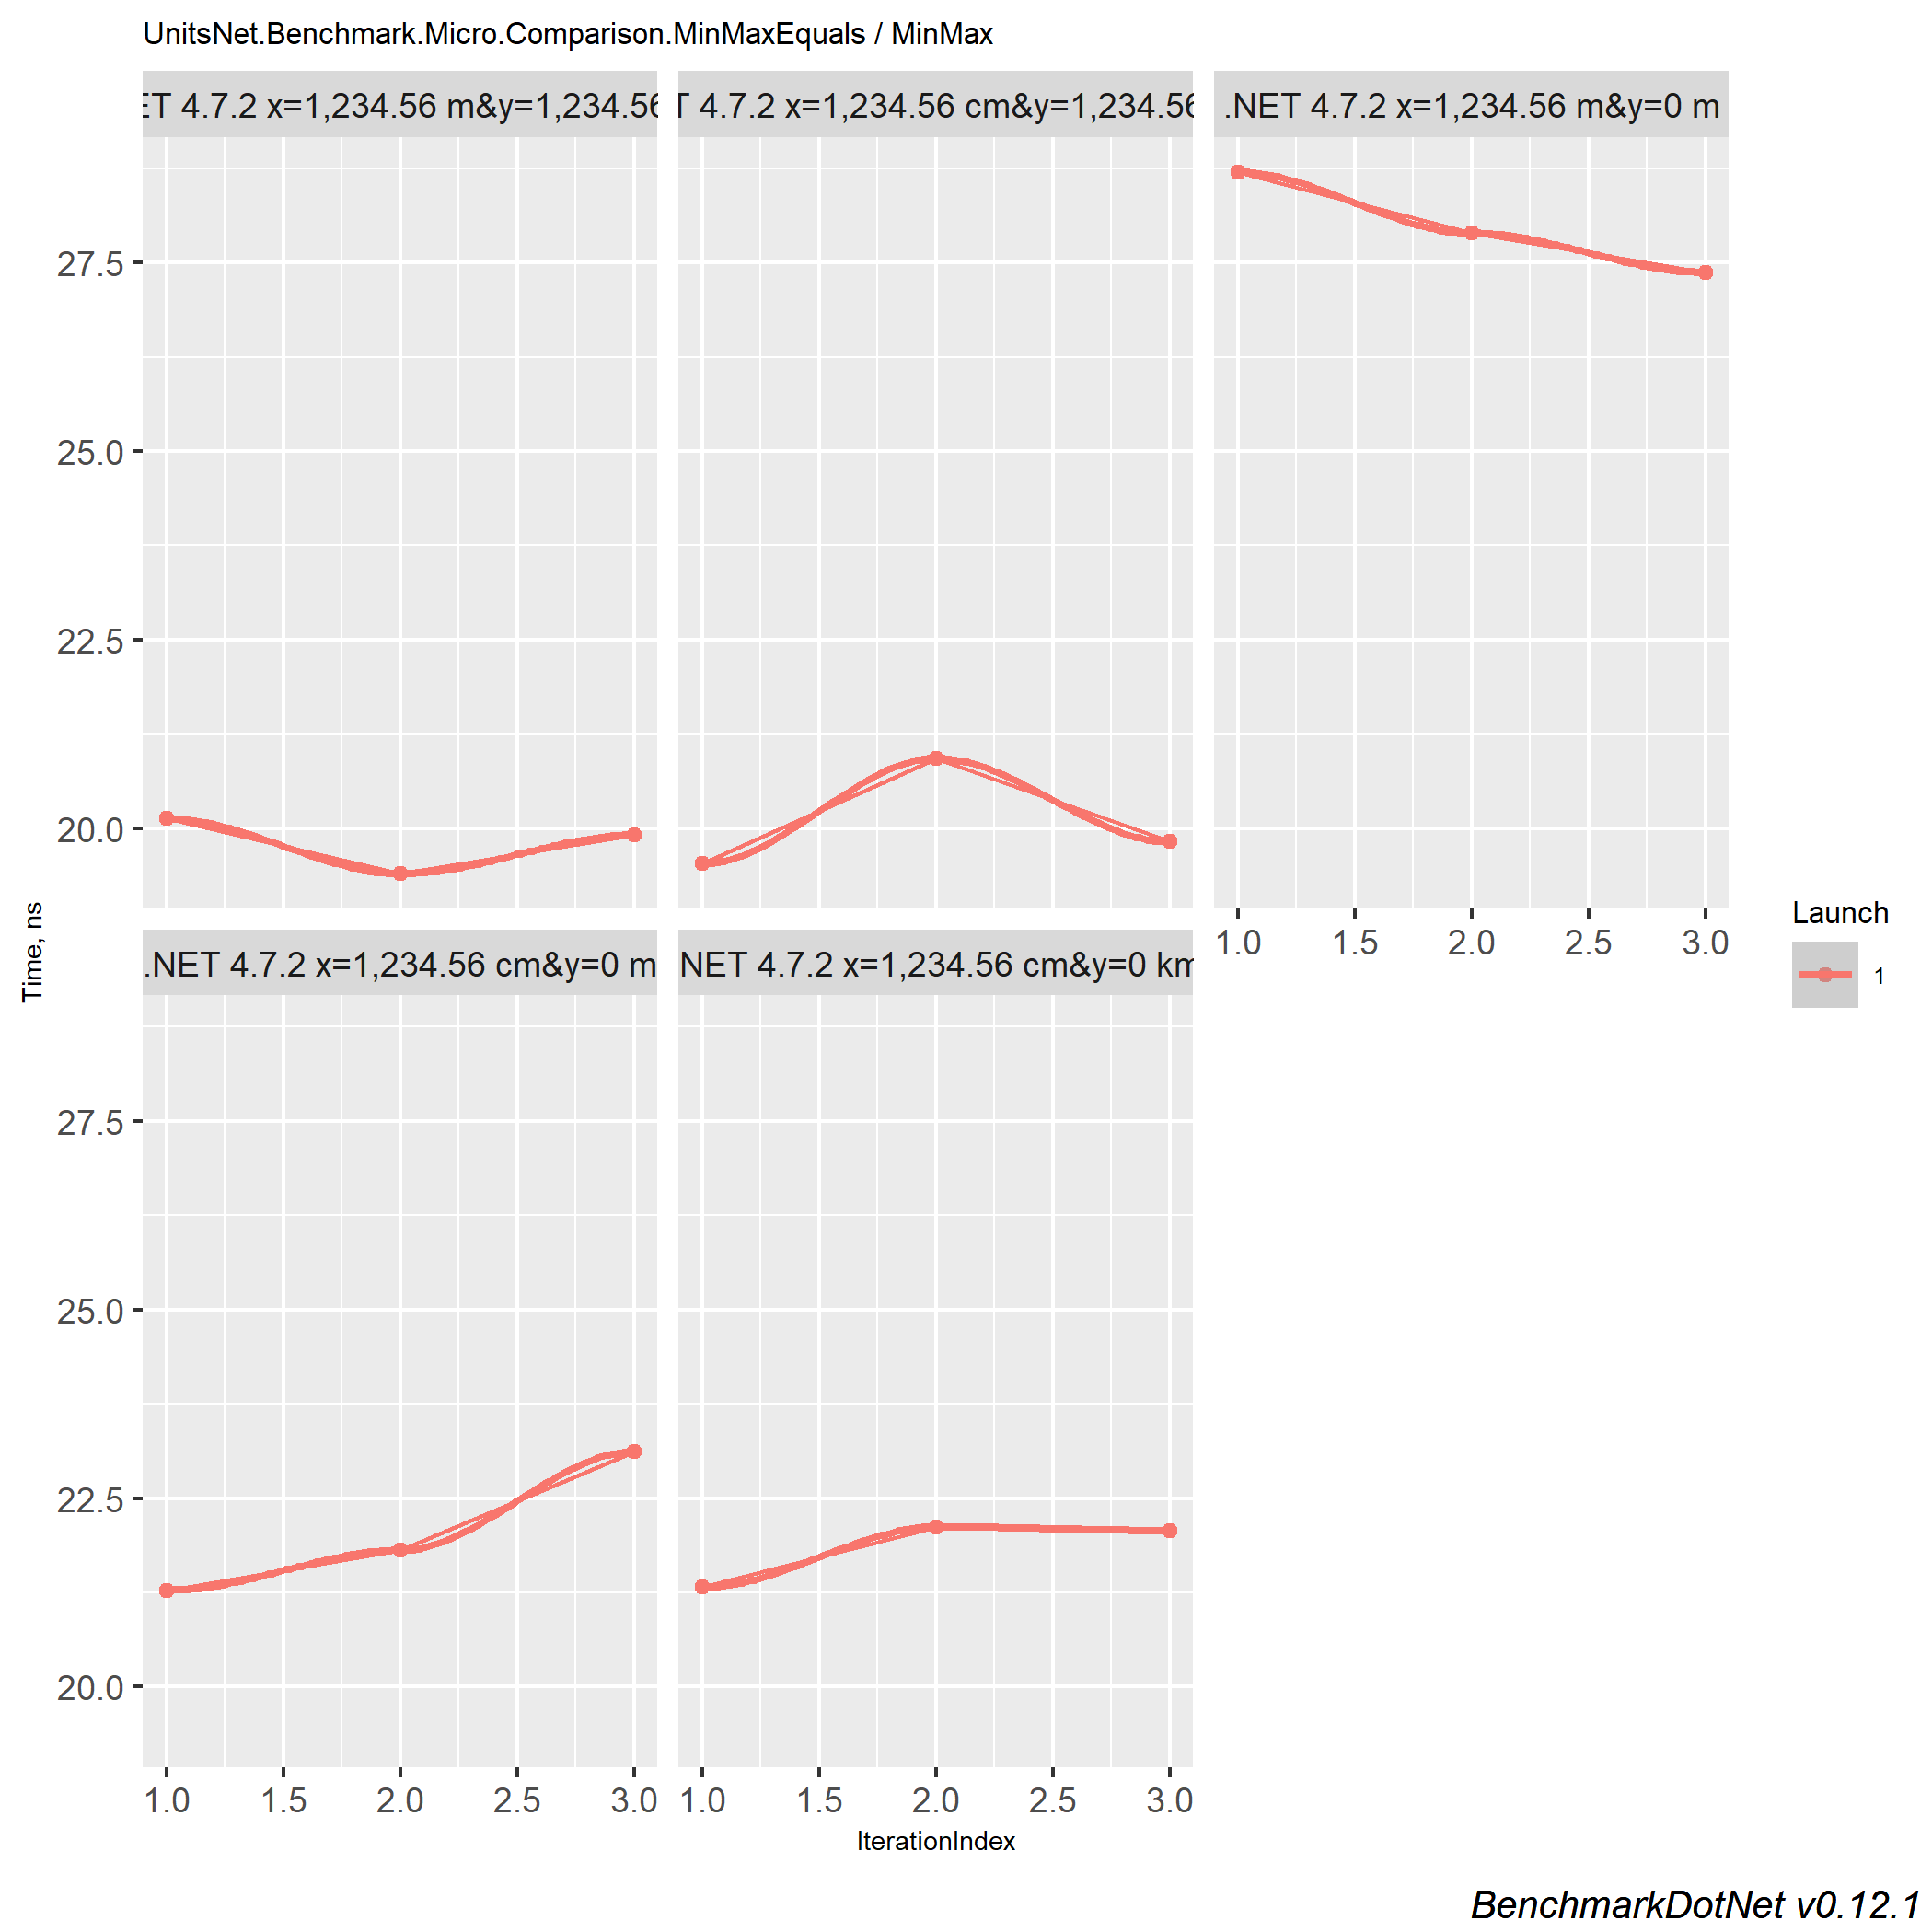 UnitsNet.Benchmark.Micro.Comparison.MinMaxEquals / MinMax
4.7.2 x=1,234.56 m&y=1,234.56
4.7.2 x=1,234.56 cm&y=1,234.56
.NET 4.7.2 x=1,234.56 m&y=0 m
27.5
25.0
22.5
20.0
1.0 1.5 2.0 2.5 3.0
.NET 4.7.2 x=1,234.56 cm&y=0 m
NET 4.7.2 x=1,234.56 cm&y=0 km
27.5
25.0
22.5
20.0
1.0 1.5 2.0 2.5 3.0
1.0 1.5 2.0 2.5 3.0
IterationIndex
Time, ns
Launch
1
BenchmarkDotNet v0.12.1